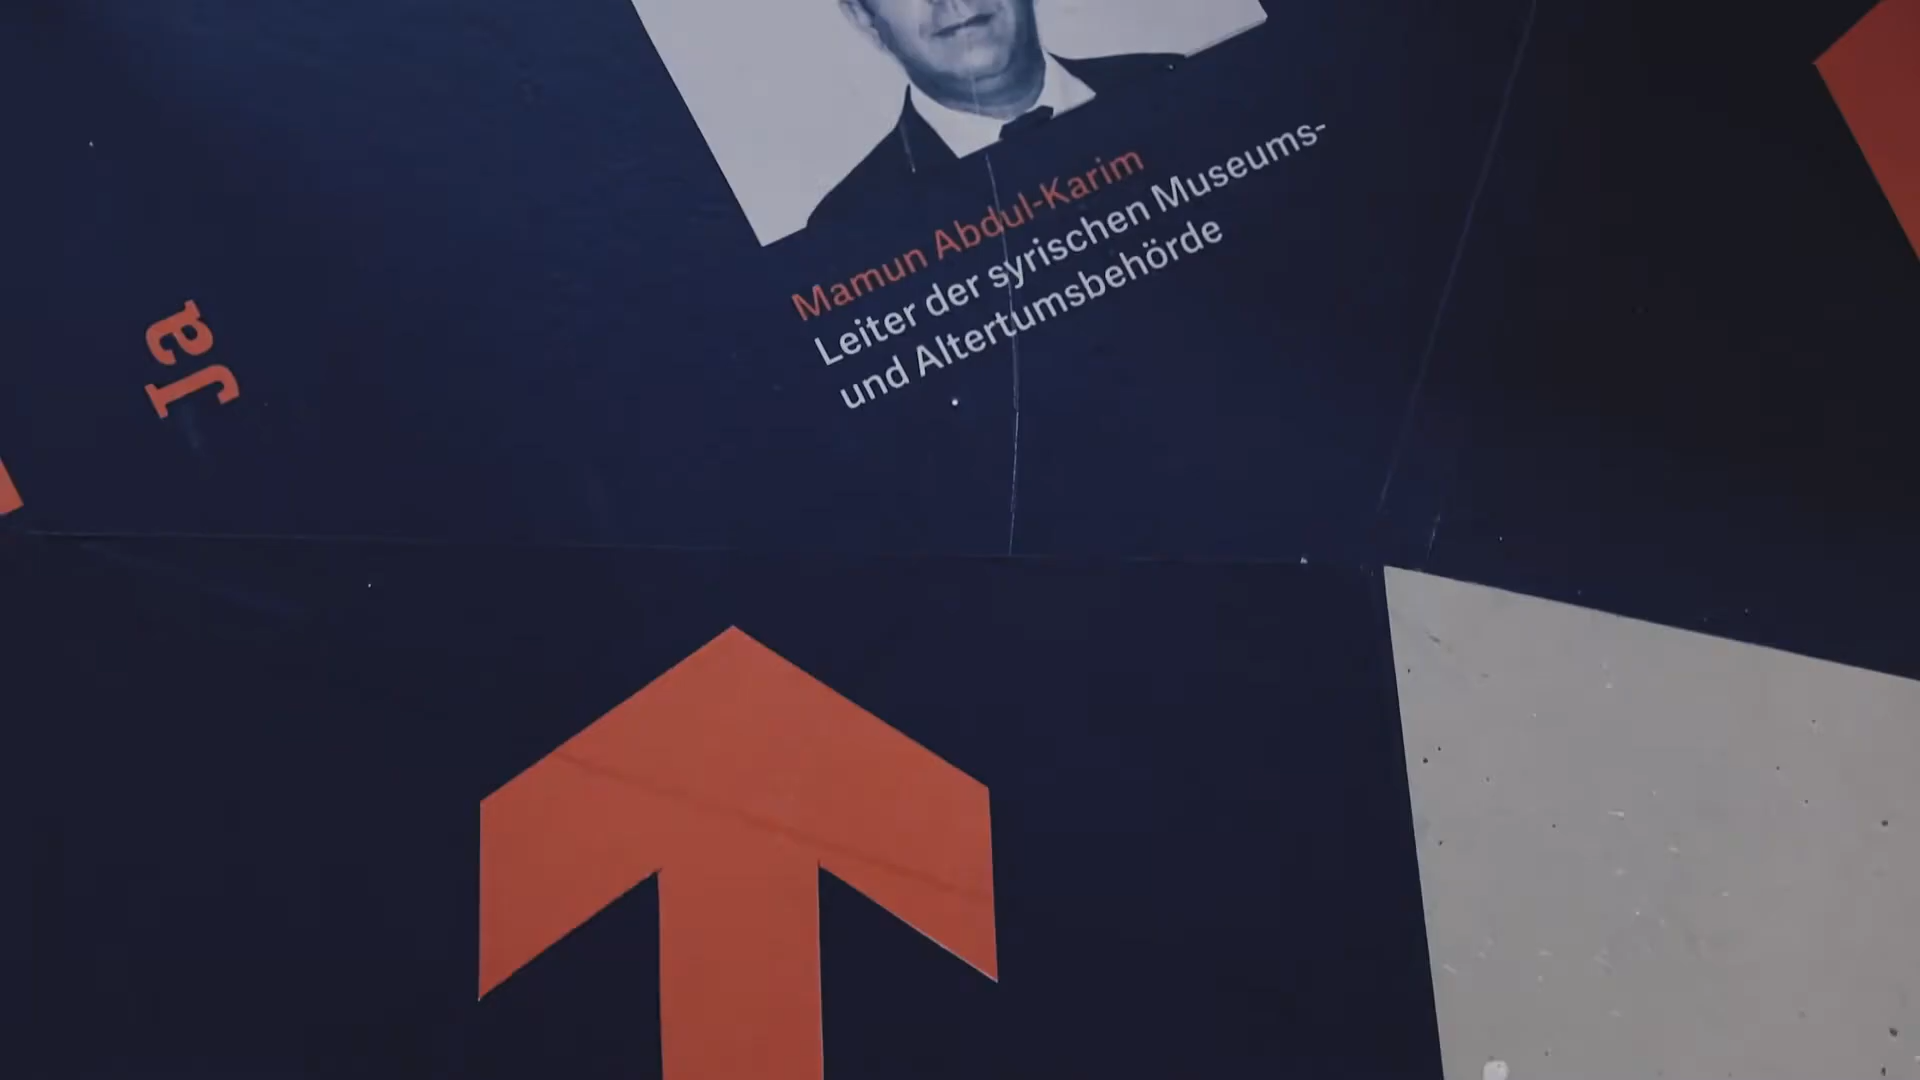 Mamun Abdul-Karim
Leiter der syrischen Museums-
und Altertumsbehörde
Ja